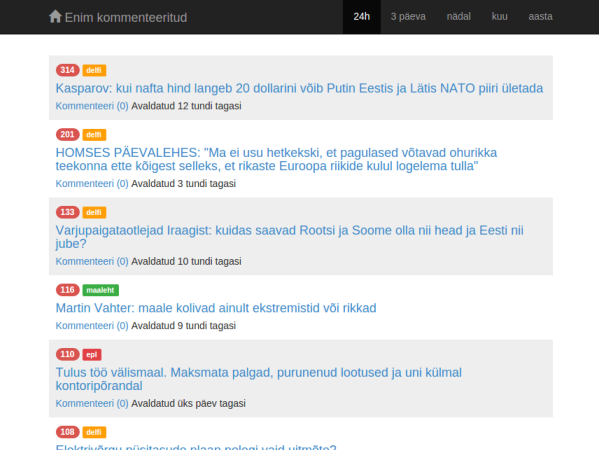 Enim kommenteeritud
24h 3 päeva nädal kuu aasta
314 delfi
Kasparov: kui nafta hind langeb 20 dollarini võib Putin Eestis ja Lätis NATO piiri ületada
Kommenteeri (0) Avaldatud 12 tundi tagasi
201 delfi
HOMSES PÄEVALEHES: "Ma ei usu hetkekski, et pagulased võtavad ohurikka
teekonna ette kõigest selleks, et rikaste Euroopa riikide kulul logelema tulla"
Kommenteeri (0) Avaldatud 3 tundi tagasi
133 delfi
Varjupaigataotlejad Iraagist: kuidas saavad Rootsi ja Soome olla nii head ja Eesti nii
jube?
Kommenteeri (0) Avaldatud 10 tundi tagasi
116 maaleht
Martin Vahter: maale kolivad ainult ekstremistid või rikkad
Kommenteeri (0) Avaldatud 9 tundi tagasi
110 epl
Tulus töö välismaal. Maksmata palgad, purunenud lootused ja uni külmal
kontoripõrandal
Kommenteeri (0) Avaldatud üks päev tagasi
108 delfi